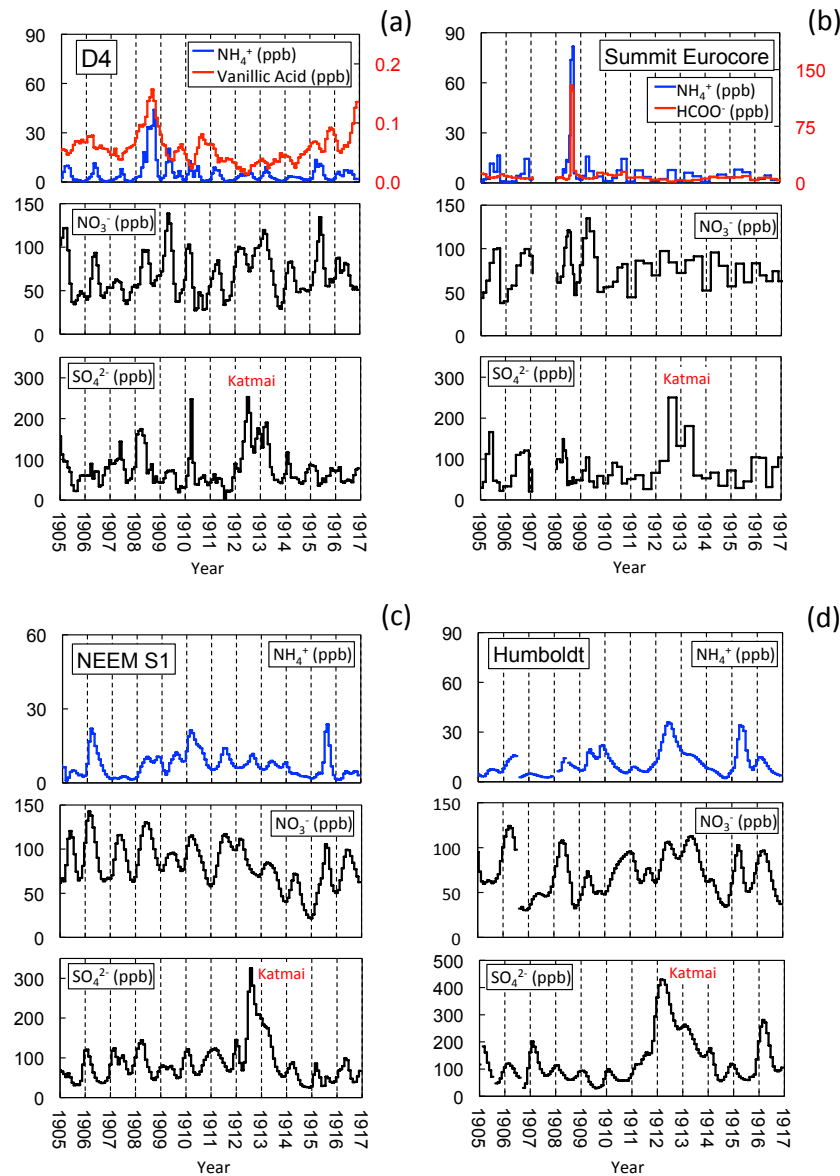 (a)
D4
NH₄⁺ (ppb)
Vanillic Acid (ppb)
90
60
30
0
0.2
0.1
0.0
NO₃⁻ (ppb)
150
100
50
0
SO₄²⁻ (ppb)
Katmai
300
200
100
0
1905 1906 1907 1908 1909 1910 1911 1912 1913 1914 1915 1916 1917
Year
(b)
Summit Eurocore
NH₄⁺ (ppb)
HCOO⁻ (ppb)
90
60
30
0
150
75
0
NO₃⁻ (ppb)
150
100
50
0
SO₄²⁻ (ppb)
Katmai
300
200
100
0
1905 1906 1907 1908 1909 1910 1911 1912 1913 1914 1915 1916 1917
Year
(c)
NEEM S1
NH₄⁺ (ppb)
60
30
0
NO₃⁻ (ppb)
150
100
50
0
SO₄²⁻ (ppb)
Katmai
300
200
100
0
1905 1906 1907 1908 1909 1910 1911 1912 1913 1914 1915 1916 1917
Year
(d)
Humboldt
NH₄⁺ (ppb)
90
60
30
0
NO₃⁻ (ppb)
150
100
50
0
SO₄²⁻ (ppb)
Katmai
500
400
300
200
100
0
1905 1906 1907 1908 1909 1910 1911 1912 1913 1914 1915 1916 1917
Year